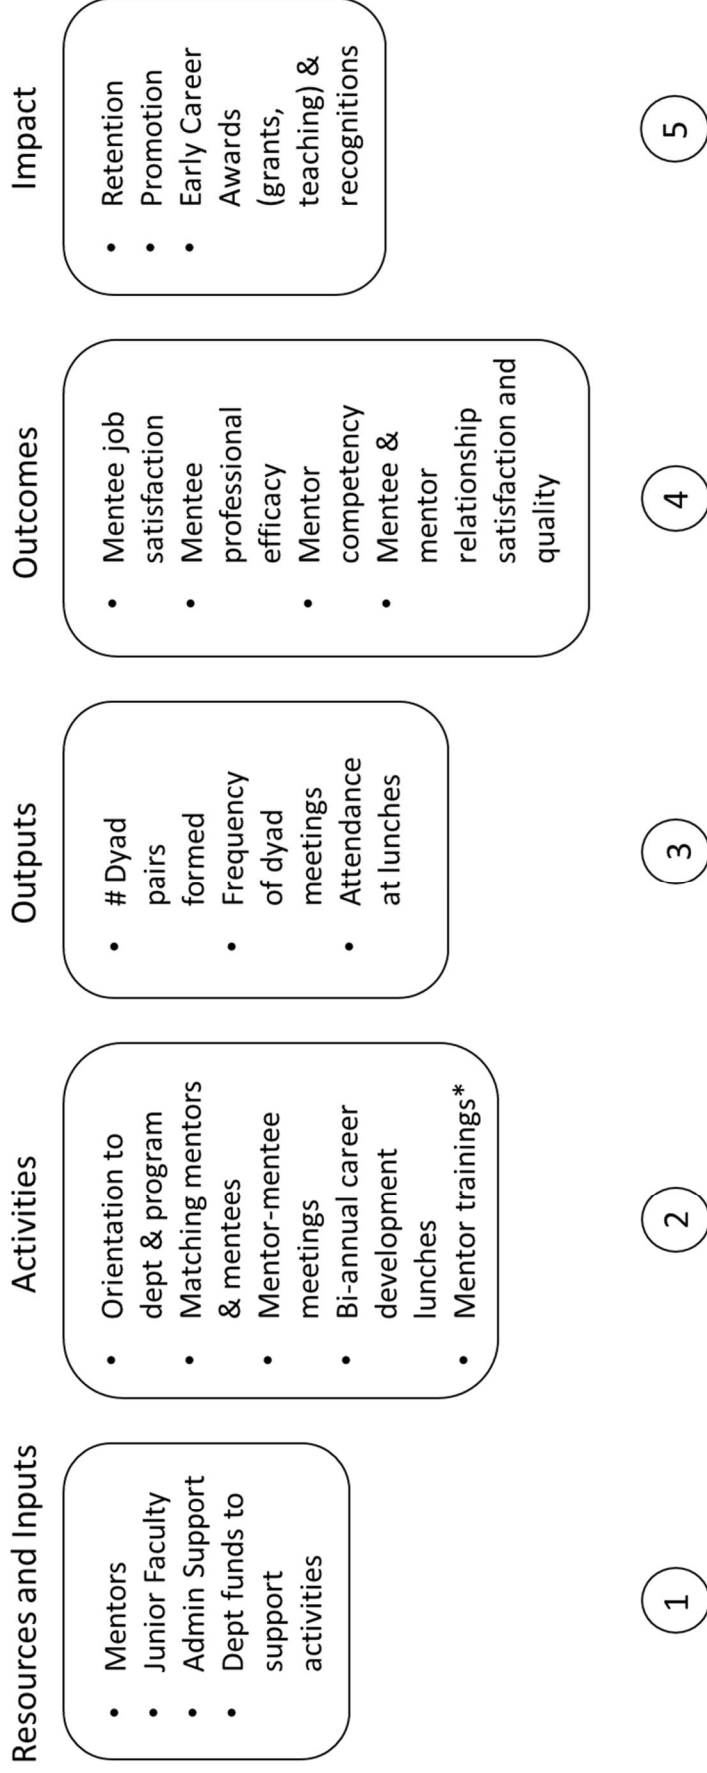 Resources and Inputs
• Mentors
• Junior Faculty
• Admin Support
• Dept funds to
support
activities
1
Activities
• Orientation to
dept & program
• Matching mentors
& mentees
• Mentor-mentee
meetings
• Bi-annual career
development
lunches
• Mentor trainings*
2
Outputs
• # Dyad
pairs
formed
• Frequency
of dyad
meetings
• Attendance
at lunches
3
Outcomes
• Mentee job
satisfaction
• Mentee
professional
efficacy
• Mentor
competency
• Mentee &
mentor
relationship
satisfaction and
quality
4
Impact
• Retention
• Promotion
• Early Career
Awards
(grants,
teaching) &
recognitions
5